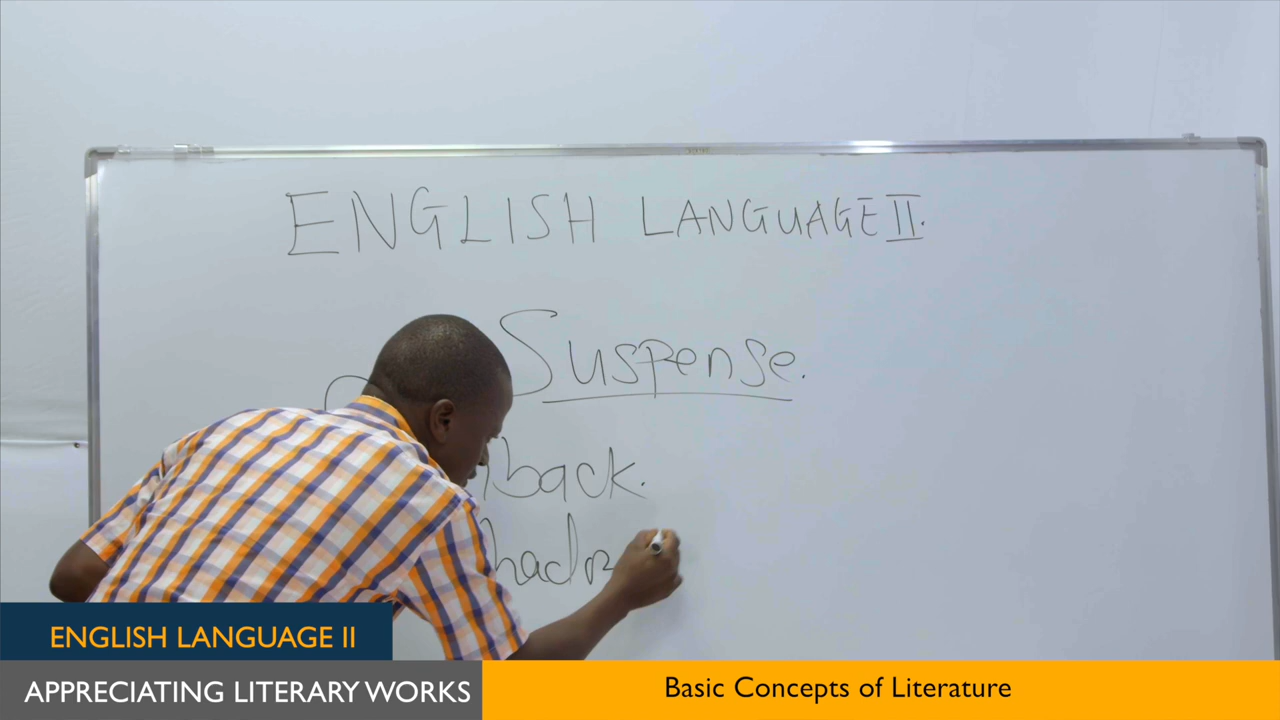 ENGLISH LANGUAGE II.
Suspense.
back.
ENGLISH LANGUAGE II
APPRECIATING LITERARY WORKS
Basic Concepts of Literature